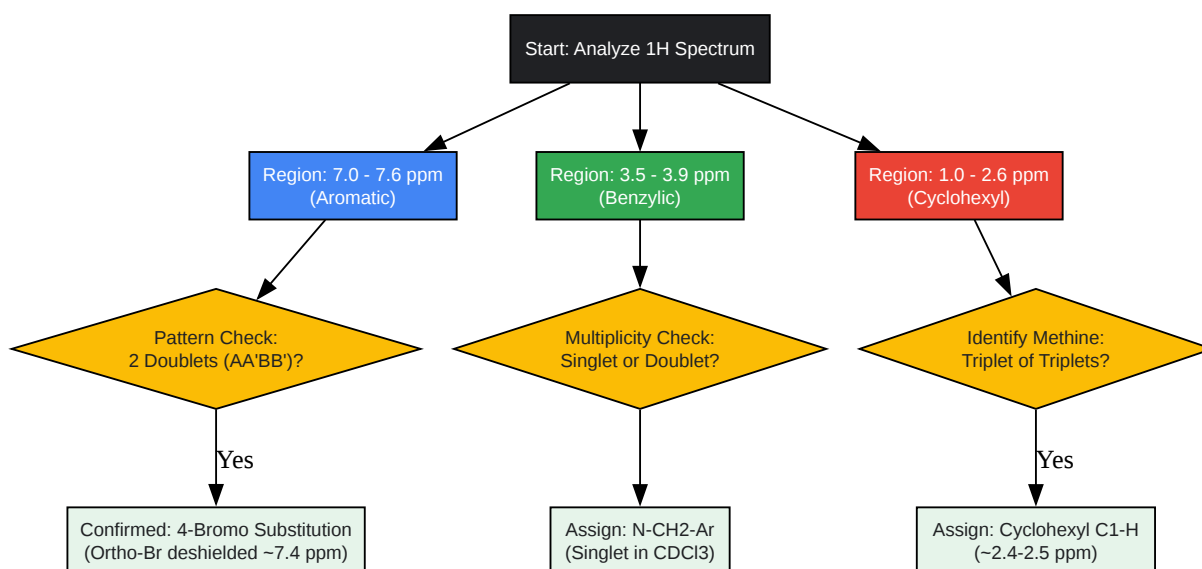 Start: Analyze 1H Spectrum
Region: 7.0 - 7.6 ppm
(Aromatic)
Region: 3.5 - 3.9 ppm
(Benzylic)
Region: 1.0 - 2.6 ppm
(Cyclohexyl)
Pattern Check:
2 Doublets (AA'BB')?
Multiplicity Check:
Singlet or Doublet?
Identify Methine:
Triplet of Triplets?
Yes
Yes
Confirmed: 4-Bromo Substitution
(Ortho-Br deshielded ~7.4 ppm)
Assign: N-CH2-Ar
(Singlet in CDCl3)
Assign: Cyclohexyl C1-H
(~2.4-2.5 ppm)